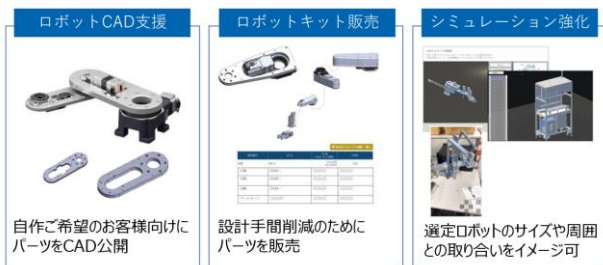 ロボットCAD支援
自作ご希望のお客様向けに
パーツをCAD公開
ロボットキット販売
設計手間削減のために
パーツを販売
シミュレーション強化
選定ロボットのサイズや周囲
との取り合いをイメージ可